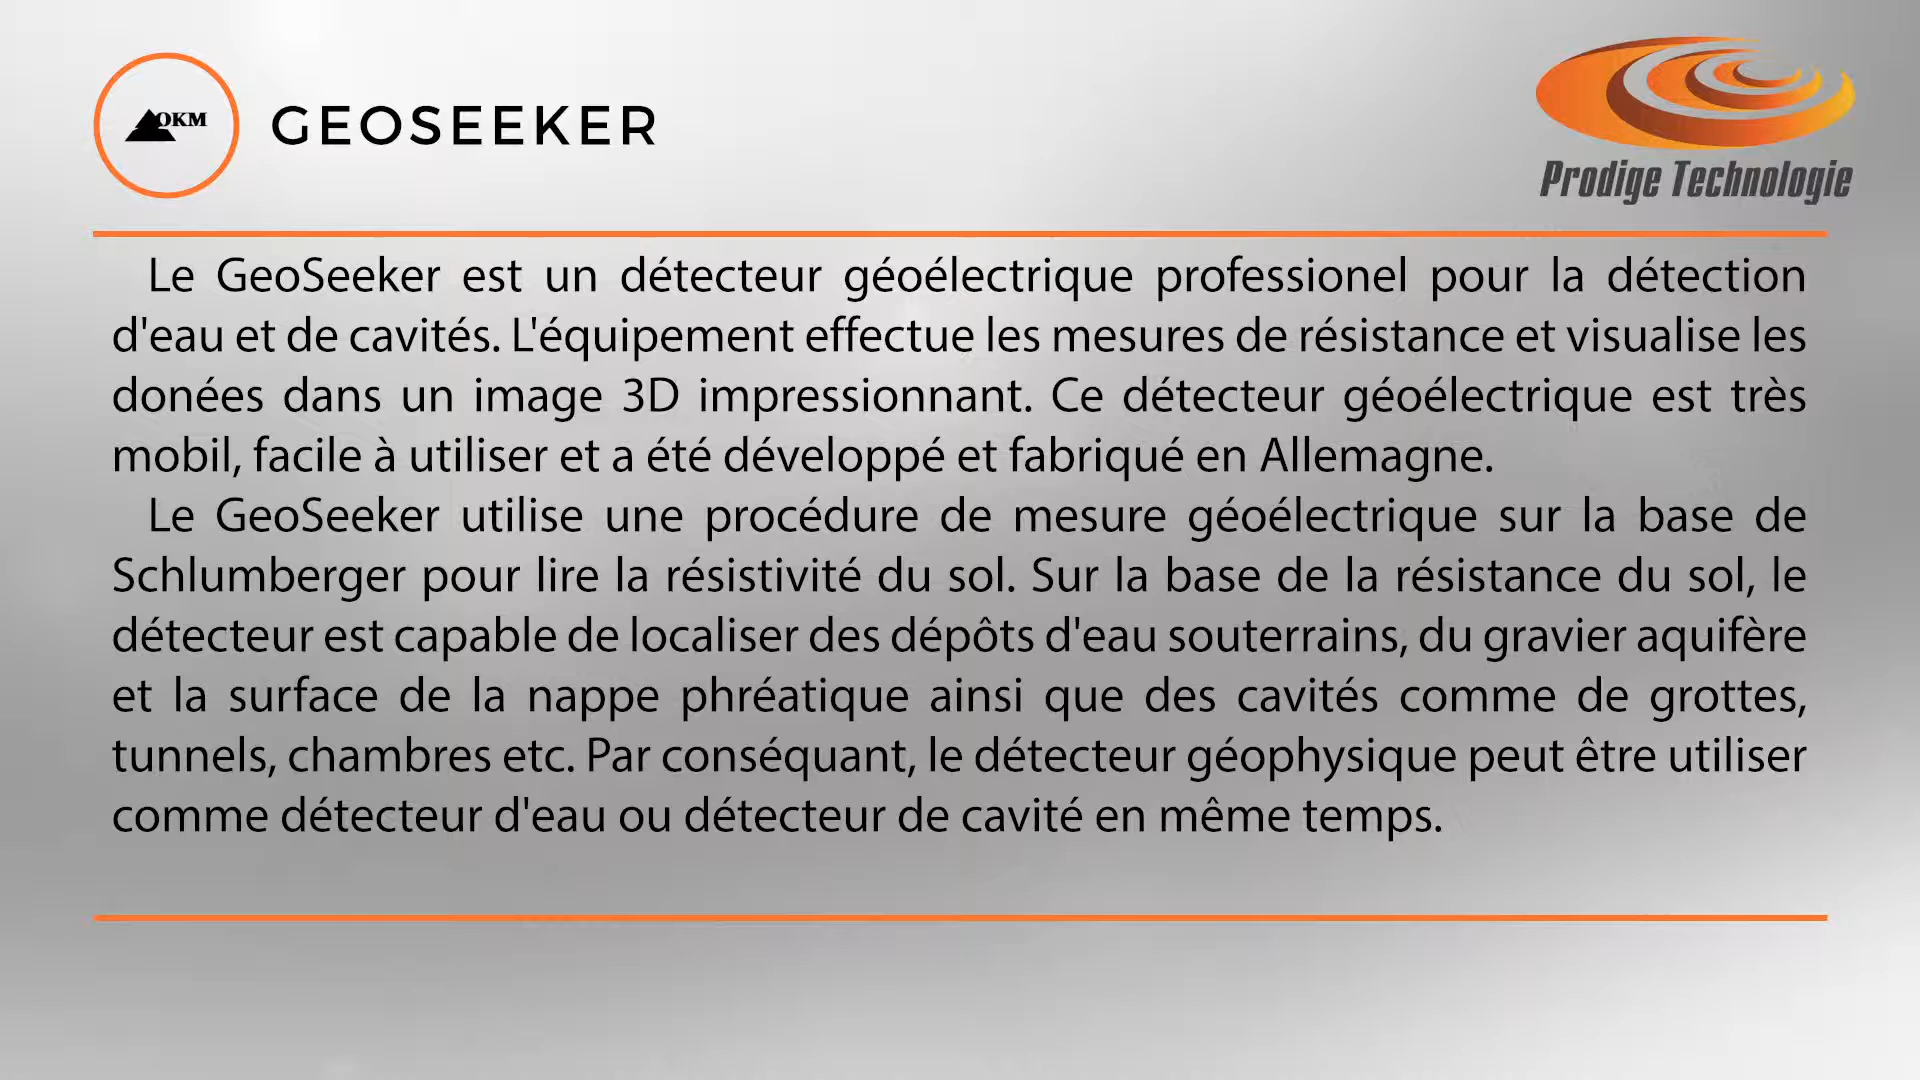 OKM
GEOSEEKER
Prodige Technologie
Le GeoSeeker est un détecteur géoélectrique professionel pour la détection
d'eau et de cavités. L'équipement effectue les mesures de résistance et visualise les
donées dans un image 3D impressionnant. Ce détecteur géoélectrique est très
mobil, facile à utiliser et a été développé et fabriqué en Allemagne.
Le GeoSeeker utilise une procédure de mesure géoélectrique sur la base de
Schlumberger pour lire la résistivité du sol. Sur la base de la résistance du sol, le
détecteur est capable de localiser des dépôts d'eau souterrains, du gravier aquifère
et la surface de la nappe phréatique ainsi que des cavités comme de grottes,
tunnels, chambres etc. Par conséquant, le détecteur géophysique peut être utiliser
comme détecteur d'eau ou détecteur de cavité en même temps.